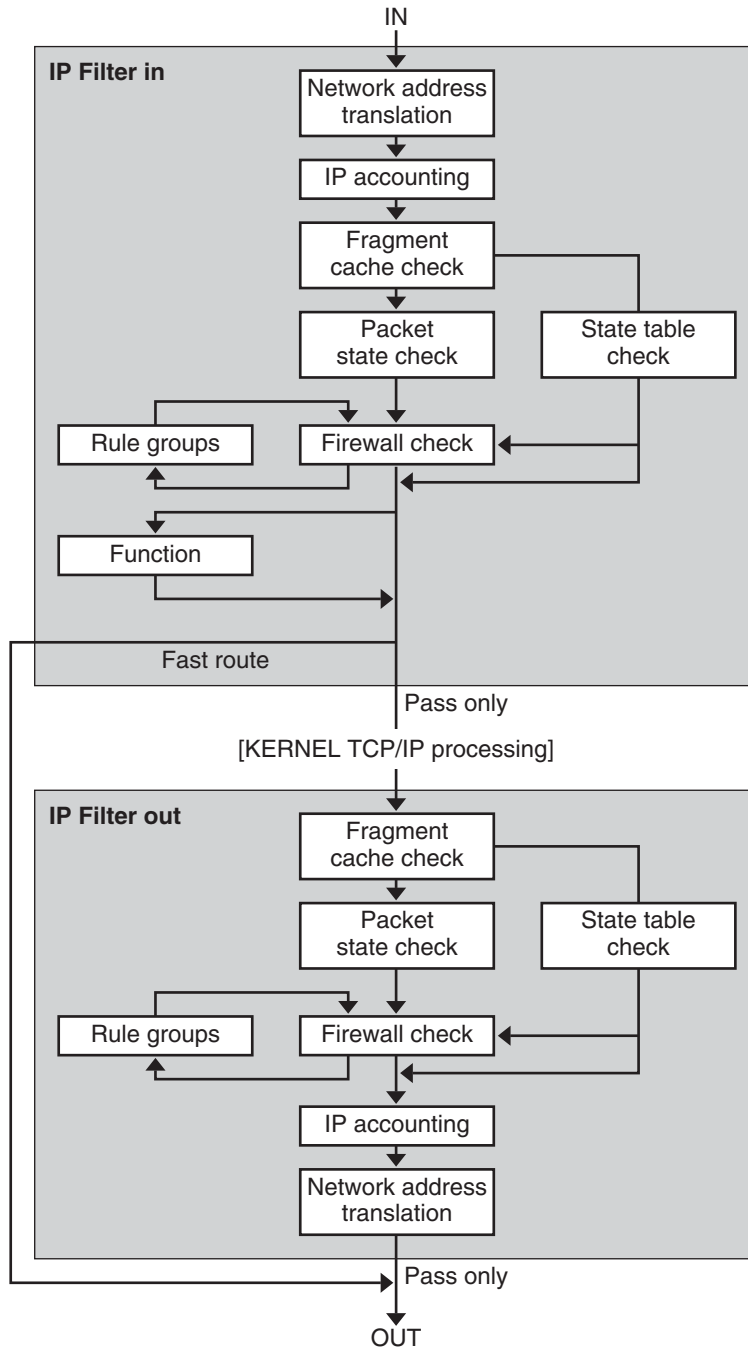 IN
IP Filter in
Network address
translation
IP accounting
Fragment
cache check
Packet
state check
State table
check
Rule groups
Firewall check
Function
Fast route
Pass only
[KERNEL TCP/IP processing]
IP Filter out
Fragment
cache check
Packet
state check
State table
check
Rule groups
Firewall check
IP accounting
Network address
translation
Pass only
OUT